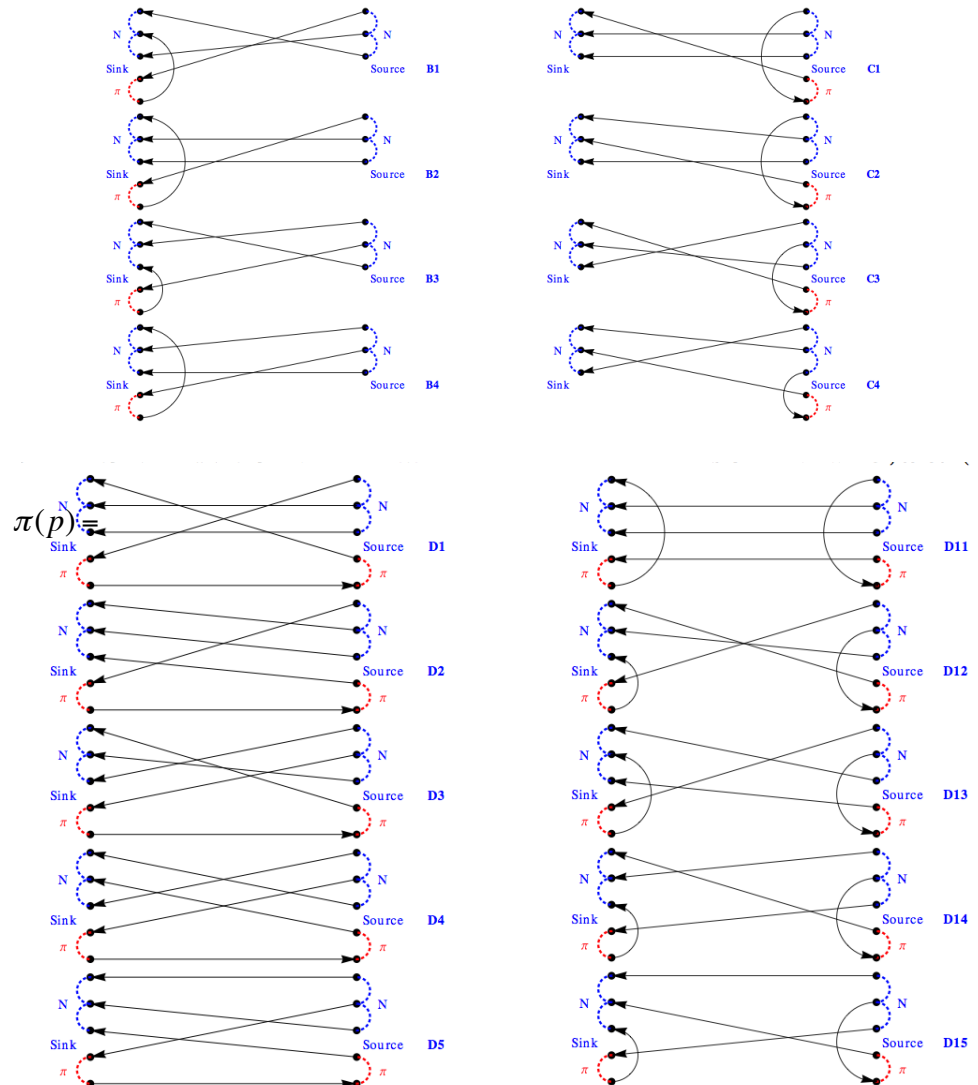 N N N N
Sink Source B1 Sink Source C1
π π
N N N N
Sink Source B2 Sink Source C2
π π
N N N N
Sink Source B3 Sink Source C3
π π
N N N N
Sink Source B4 Sink Source C4
π π
N N N N
π(p) =
Sink Source D1 Sink Source D11
π π π π
N N N N
Sink Source D2 Sink Source D12
π π π π
N N N N
Sink Source D3 Sink Source D13
π π π π
N N N N
Sink Source D4 Sink Source D14
π π π π
N N N N
Sink Source D5 Sink Source D15
π π π π